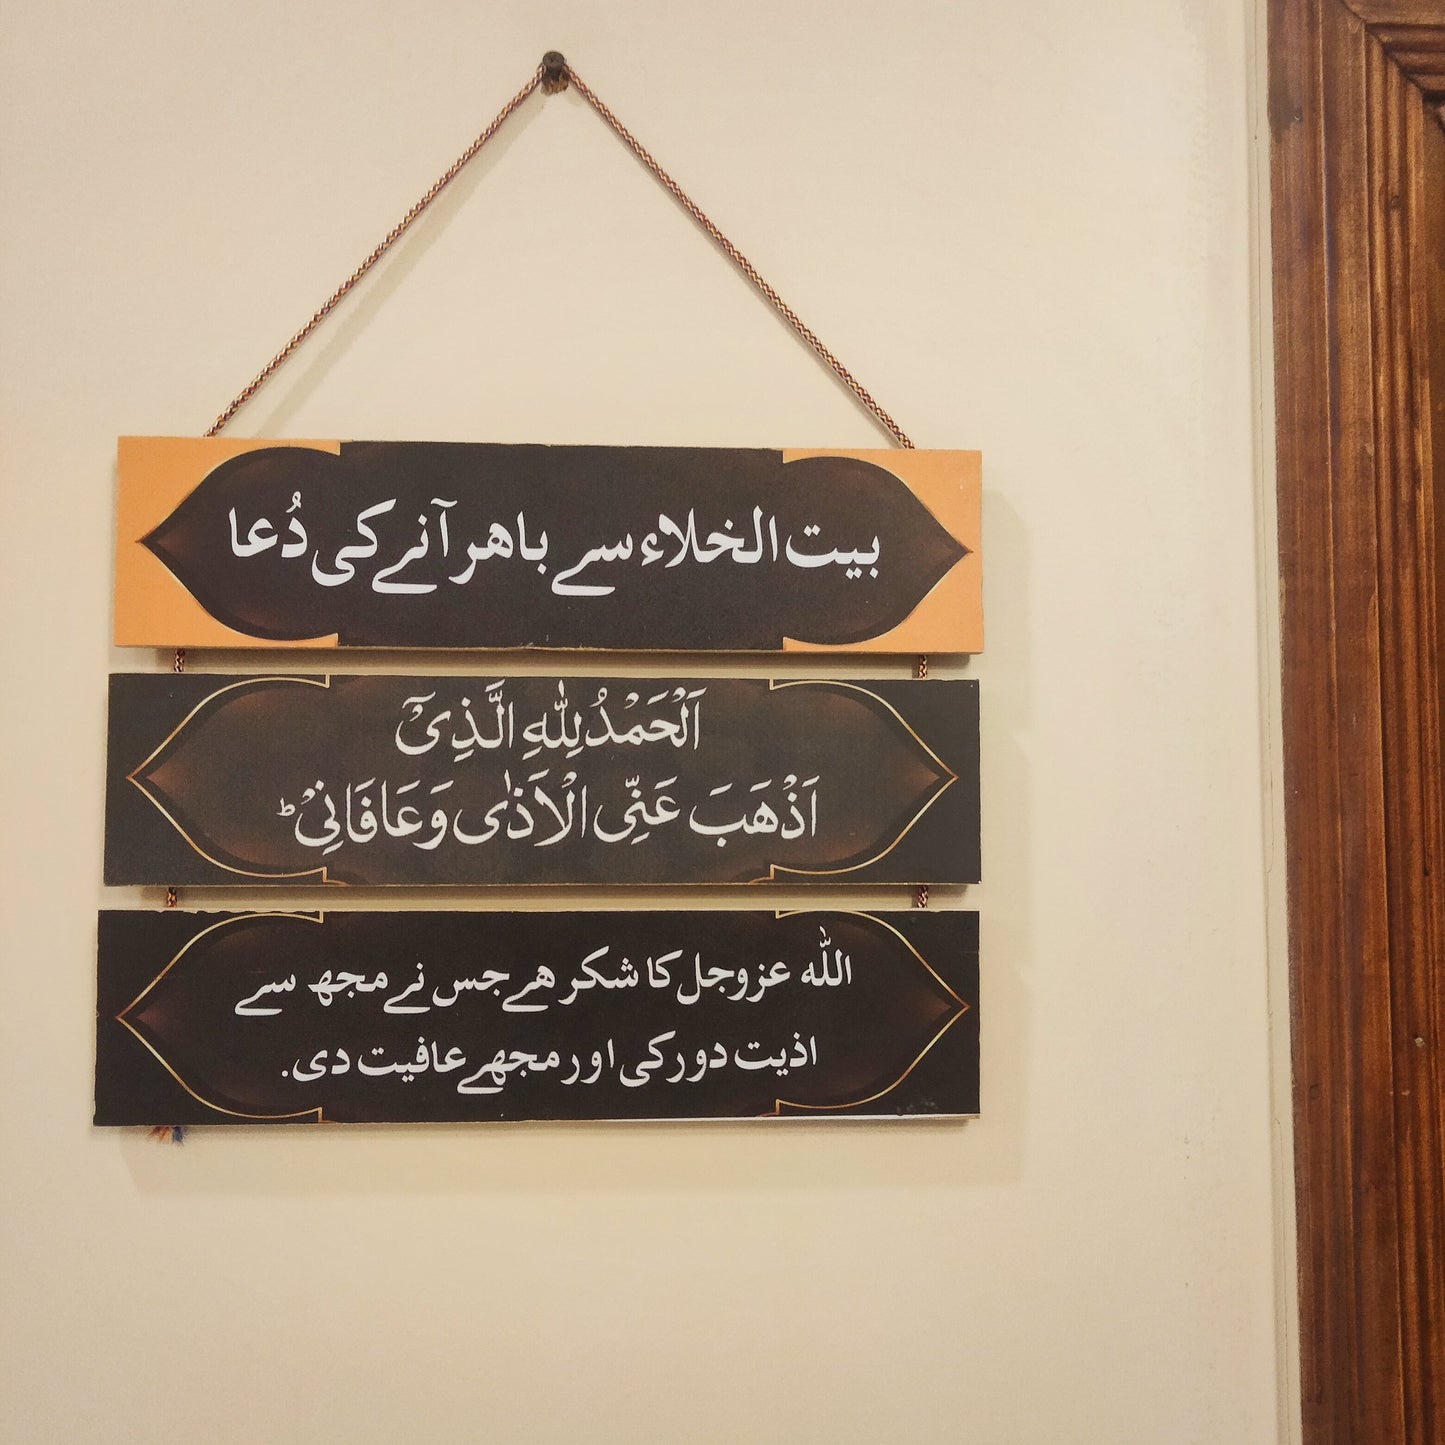 بیت الخلاء سے باھر آنے کی دُعا
اَلْحَمْدُ لِلّٰهِ الَّذِیْٓ
اَذْهَبَ عَنِّی الْاَذٰی وَعَافَانِیْ ؕ
اللّٰه عزوجل کا شکر ھے جس نے مجھ سے
اذیت دور کی اور مجھے عافیت دی.